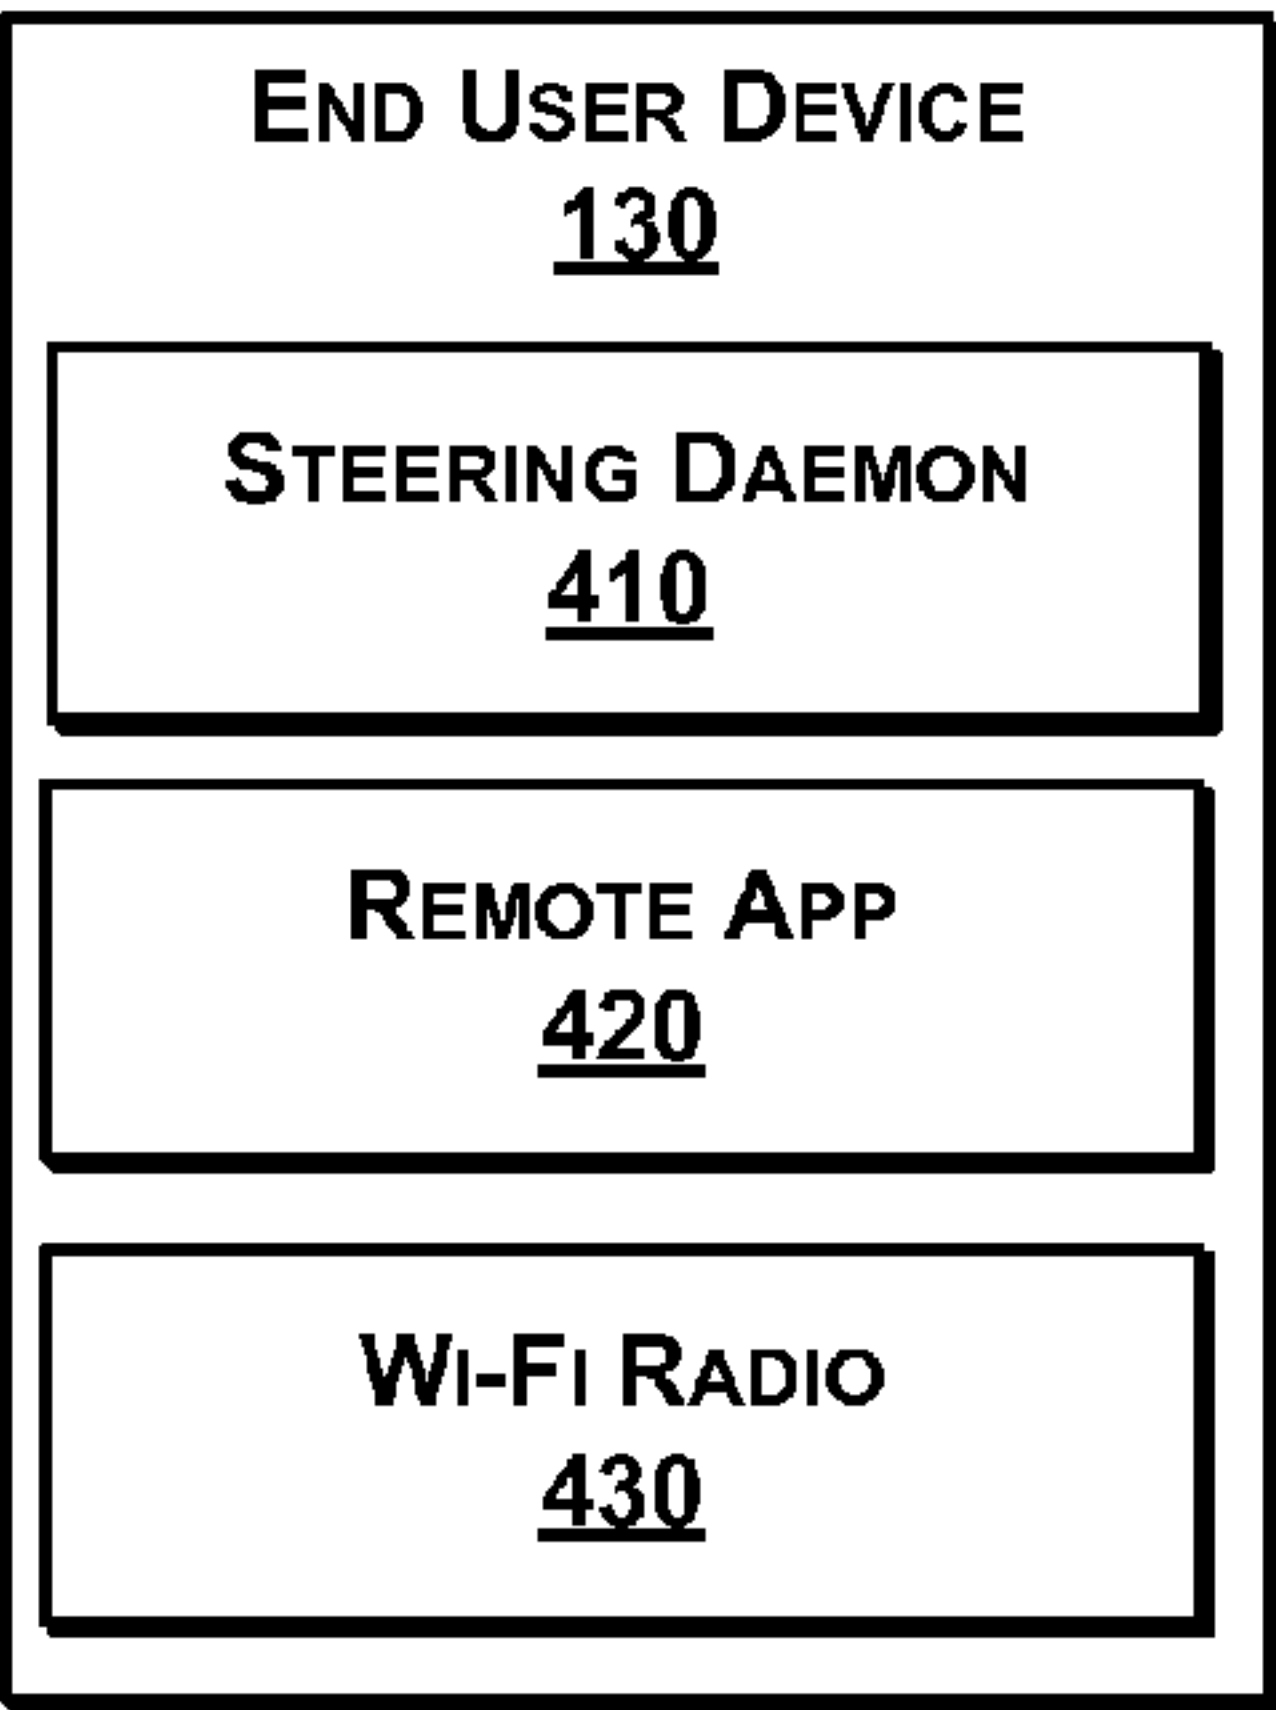 END USER DEVICE
130
STEERING DAEMON
410
REMOTE APP
420
WI-FI RADIO
430